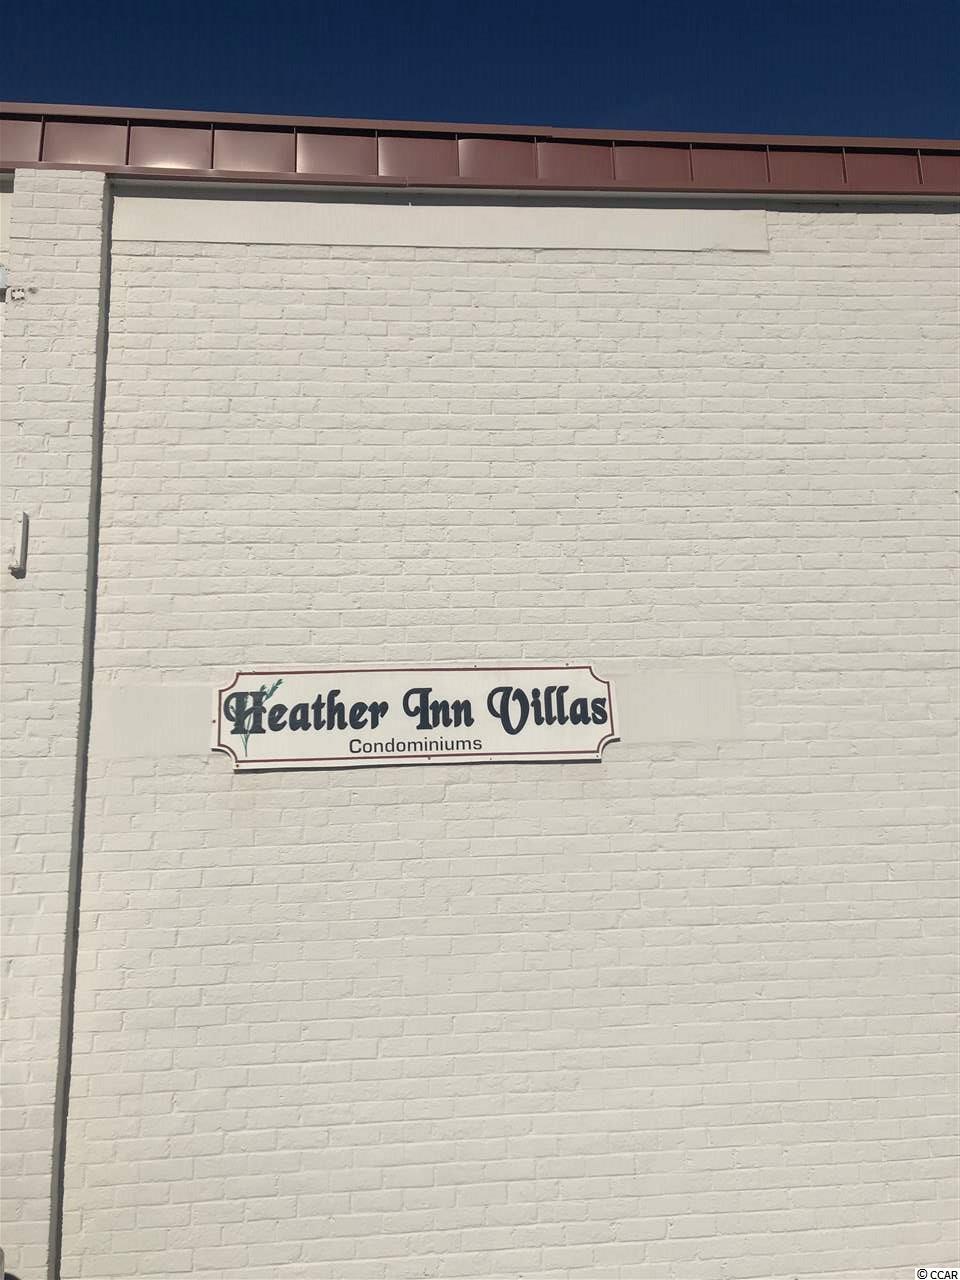 Heather Inn Villas
Condominiums
© CCAR